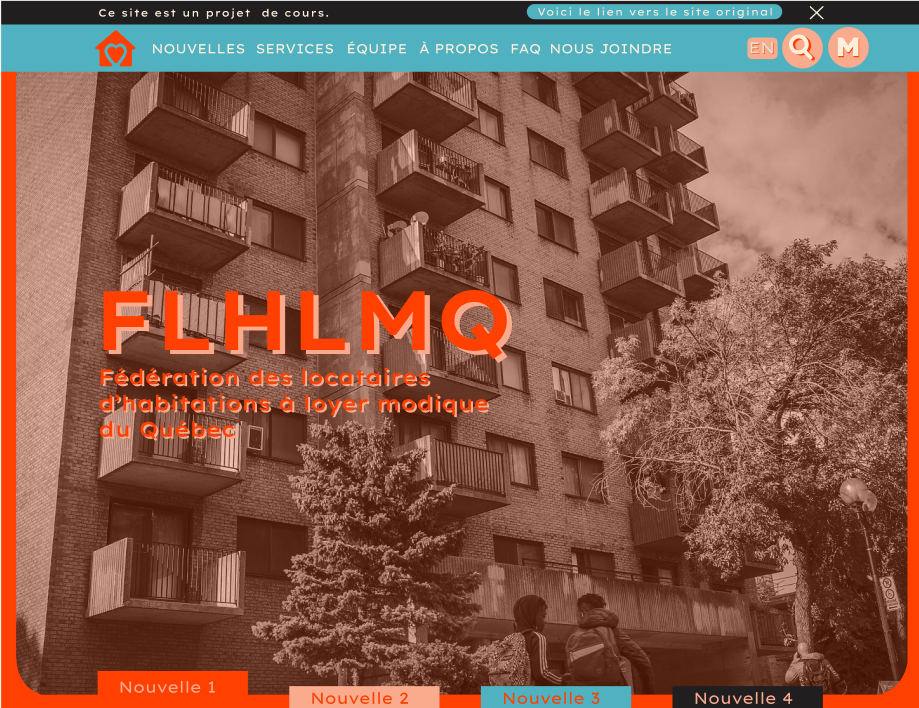 Ce site est un projet de cours.
Voici le lien vers le site original
NOUVELLES SERVICES ÉQUIPE À PROPOS FAQ NOUS JOINDRE
EN
M
FLHLMQ
Fédération des locataires
d’habitations à loyer modique
du Québec
Nouvelle 1
Nouvelle 2
Nouvelle 3
Nouvelle 4